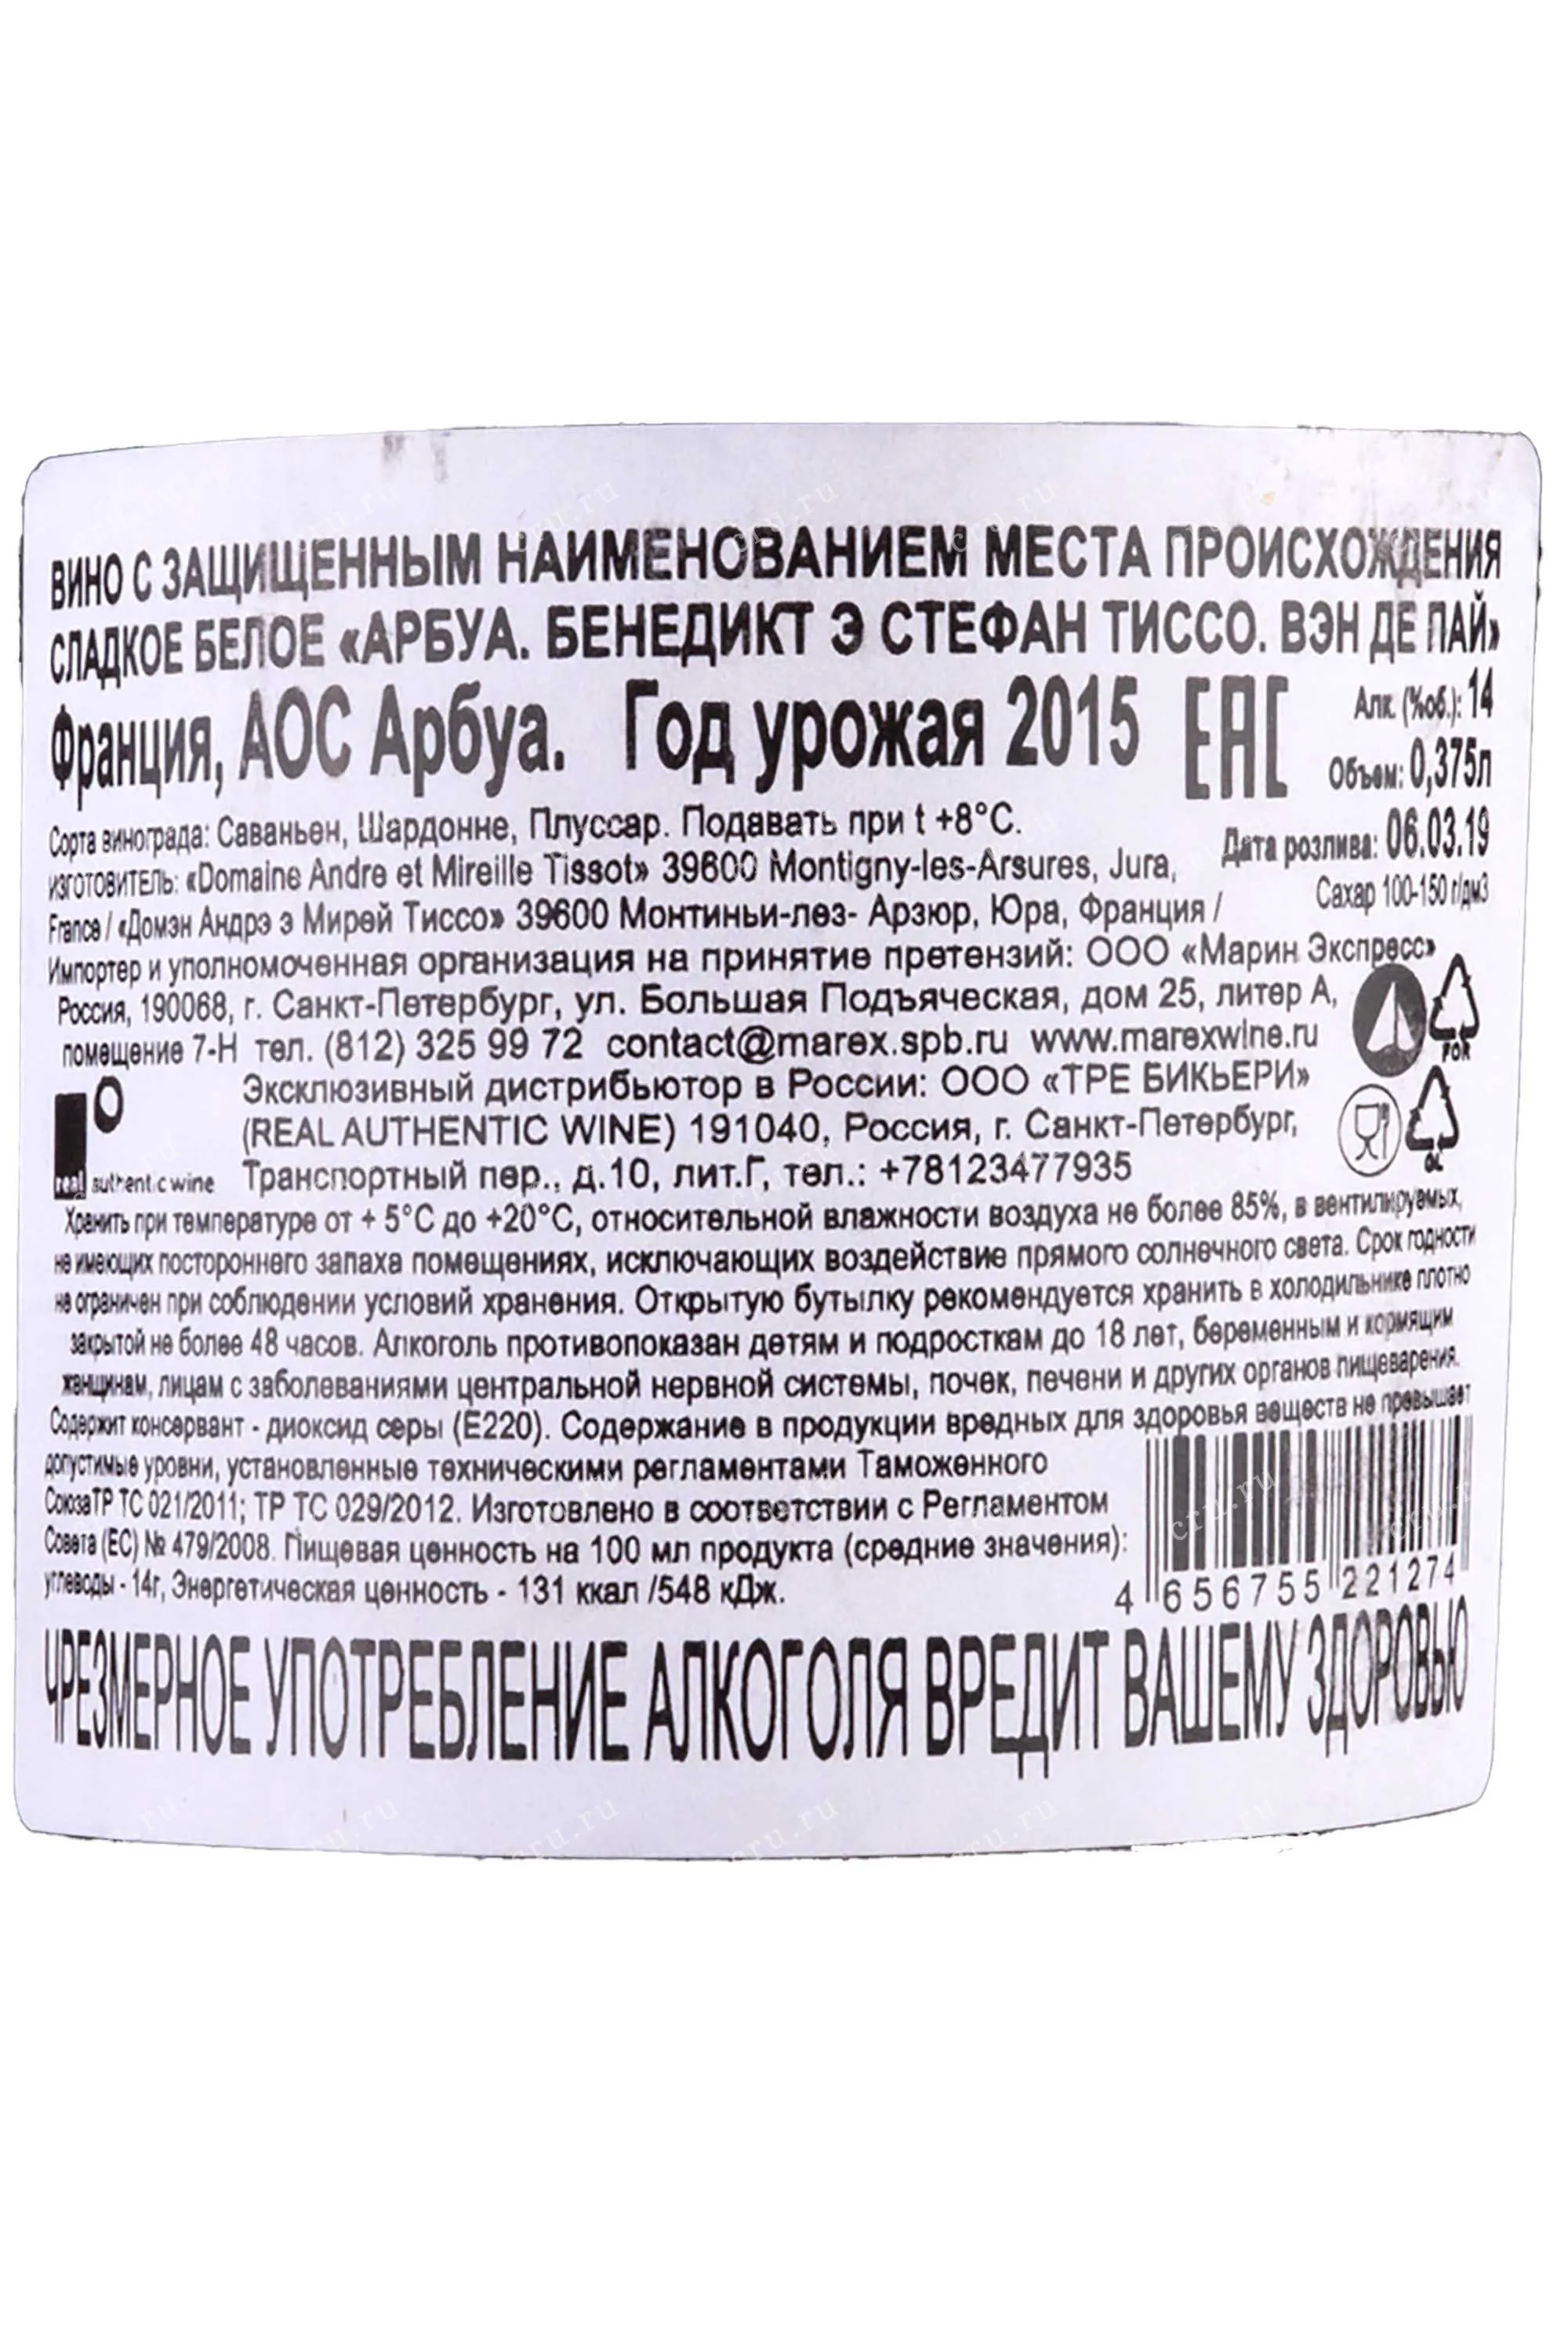 ВИНО С ЗАЩИЩЕННЫМ НАИМЕНОВАНИЕМ МЕСТА ПРОИСХОЖДЕНИЯ
СЛАДКОЕ БЕЛОЕ «АРБУА. БЕНЕДИКТ Э СТЕФАН ТИССО. ВЭН ДЕ ПАЙ»
Франция, АОС Арбуа. Год урожая 2015 EAC
Алк. (%об.): 14
Объем: 0,375л
Дата розлива: 06.03.19
Сахар 100-150 г/дм3
Сорта винограда: Саваньен, Шардонне, Плуссар. Подавать при t +8°C.
ИЗГОТОВИТЕЛЬ: «Domaine Andre et Mireille Tissot» 39600 Montigny-les-Arsures, Jura,
France / «Домэн Андрэ э Мирей Тиссо» 39600 Монтиньи-лез- Арзюр, Юра, Франция /
Импортер и уполномоченная организация на принятие претензий: ООО «Марин Экспресс»
Россия, 190068, г. Санкт-Петербург, ул. Большая Подъяческая, дом 25, литер А,
помещение 7-Н тел. (812) 325 99 72 contact@marex.spb.ru www.marexwine.ru
FOR
Эксклюзивный дистрибьютор в России: ООО «ТРЕ БИКЬЕРИ»
(REAL AUTHENTIC WINE) 191040, Россия, г. Санкт-Петербург,
Транспортный пер., д.10, лит.Г, тел.: +78123477935
real authentic wine
GL
Хранить при температуре от + 5°C до +20°C, относительной влажности воздуха не более 85%, в вентилируемых,
не имеющих постороннего запаха помещениях, исключающих воздействие прямого солнечного света. Срок годности
не ограничен при соблюдении условий хранения. Открытую бутылку рекомендуется хранить в холодильнике плотно
закрытой не более 48 часов. Алкоголь противопоказан детям и подросткам до 18 лет, беременным и кормящим
женщинам, лицам с заболеваниями центральной нервной системы, почек, печени и других органов пищеварения.
Содержит консервант - диоксид серы (Е220). Содержание в продукции вредных для здоровья веществ не превышает
допустимые уровни, установленные техническими регламентами Таможенного
СоюзаТР ТС 021/2011; ТР ТС 029/2012. Изготовлено в соответствии с Регламентом
Совета (ЕС) № 479/2008. Пищевая ценность на 100 мл продукта (средние значения):
углеводы - 14г, Энергетическая ценность - 131 ккал /548 кДж.
4 656755 221274
ЧРЕЗМЕРНОЕ УПОТРЕБЛЕНИЕ АЛКОГОЛЯ ВРЕДИТ ВАШЕМУ ЗДОРОВЬЮ
cru.ru